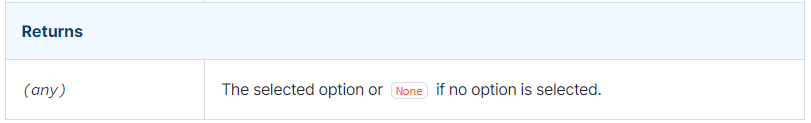 Returns
(any) The selected option or None if no option is selected.